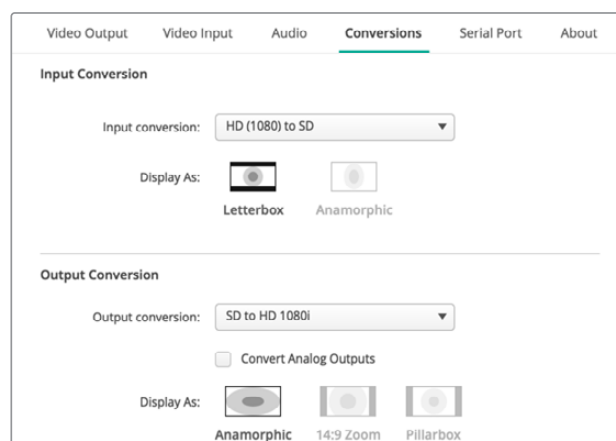 Video Output Video Input Audio Conversions Serial Port About
Input Conversion
Input conversion: HD (1080) to SD
Display As:
Letterbox Anamorphic
Output Conversion
Output conversion: SD to HD 1080i
Convert Analog Outputs
Display As:
Anamorphic 14:9 Zoom Pillarbox